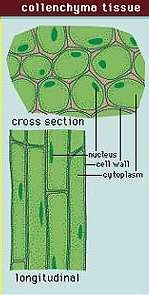 collenchyma tissue
cross section
nucleus
cell wall
cytoplasm
longitudinal